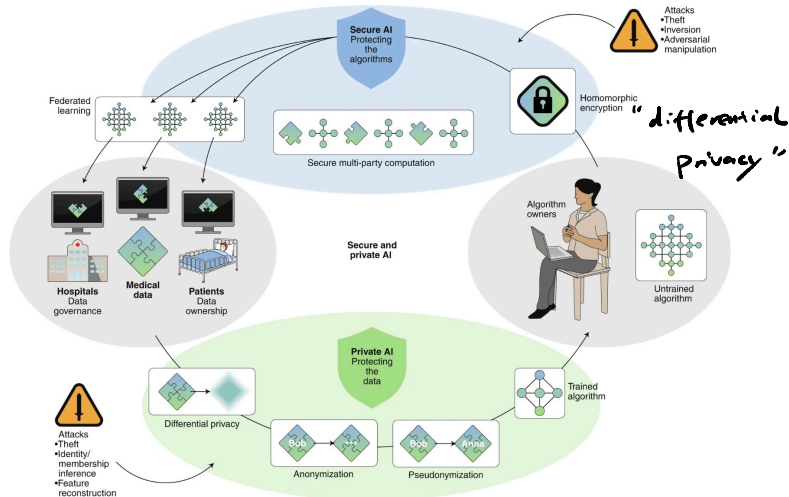 Secure AI
Protecting
the
algorithms
Attacks
•Theft
•Inversion
•Adversarial
manipulation
Federated
learning
Homomorphic
encryption
"differential
privacy"
Secure multi-party computation
Hospitals
Data
governance
Medical
data
Patients
Data
ownership
Secure and
private AI
Algorithm
owners
Untrained
algorithm
Private AI
Protecting
the
data
Differential privacy
Bob
***
Anonymization
Bob
Anna
Pseudonymization
Trained
algorithm
Attacks
•Theft
•Identity/
membership
inference
•Feature
reconstruction